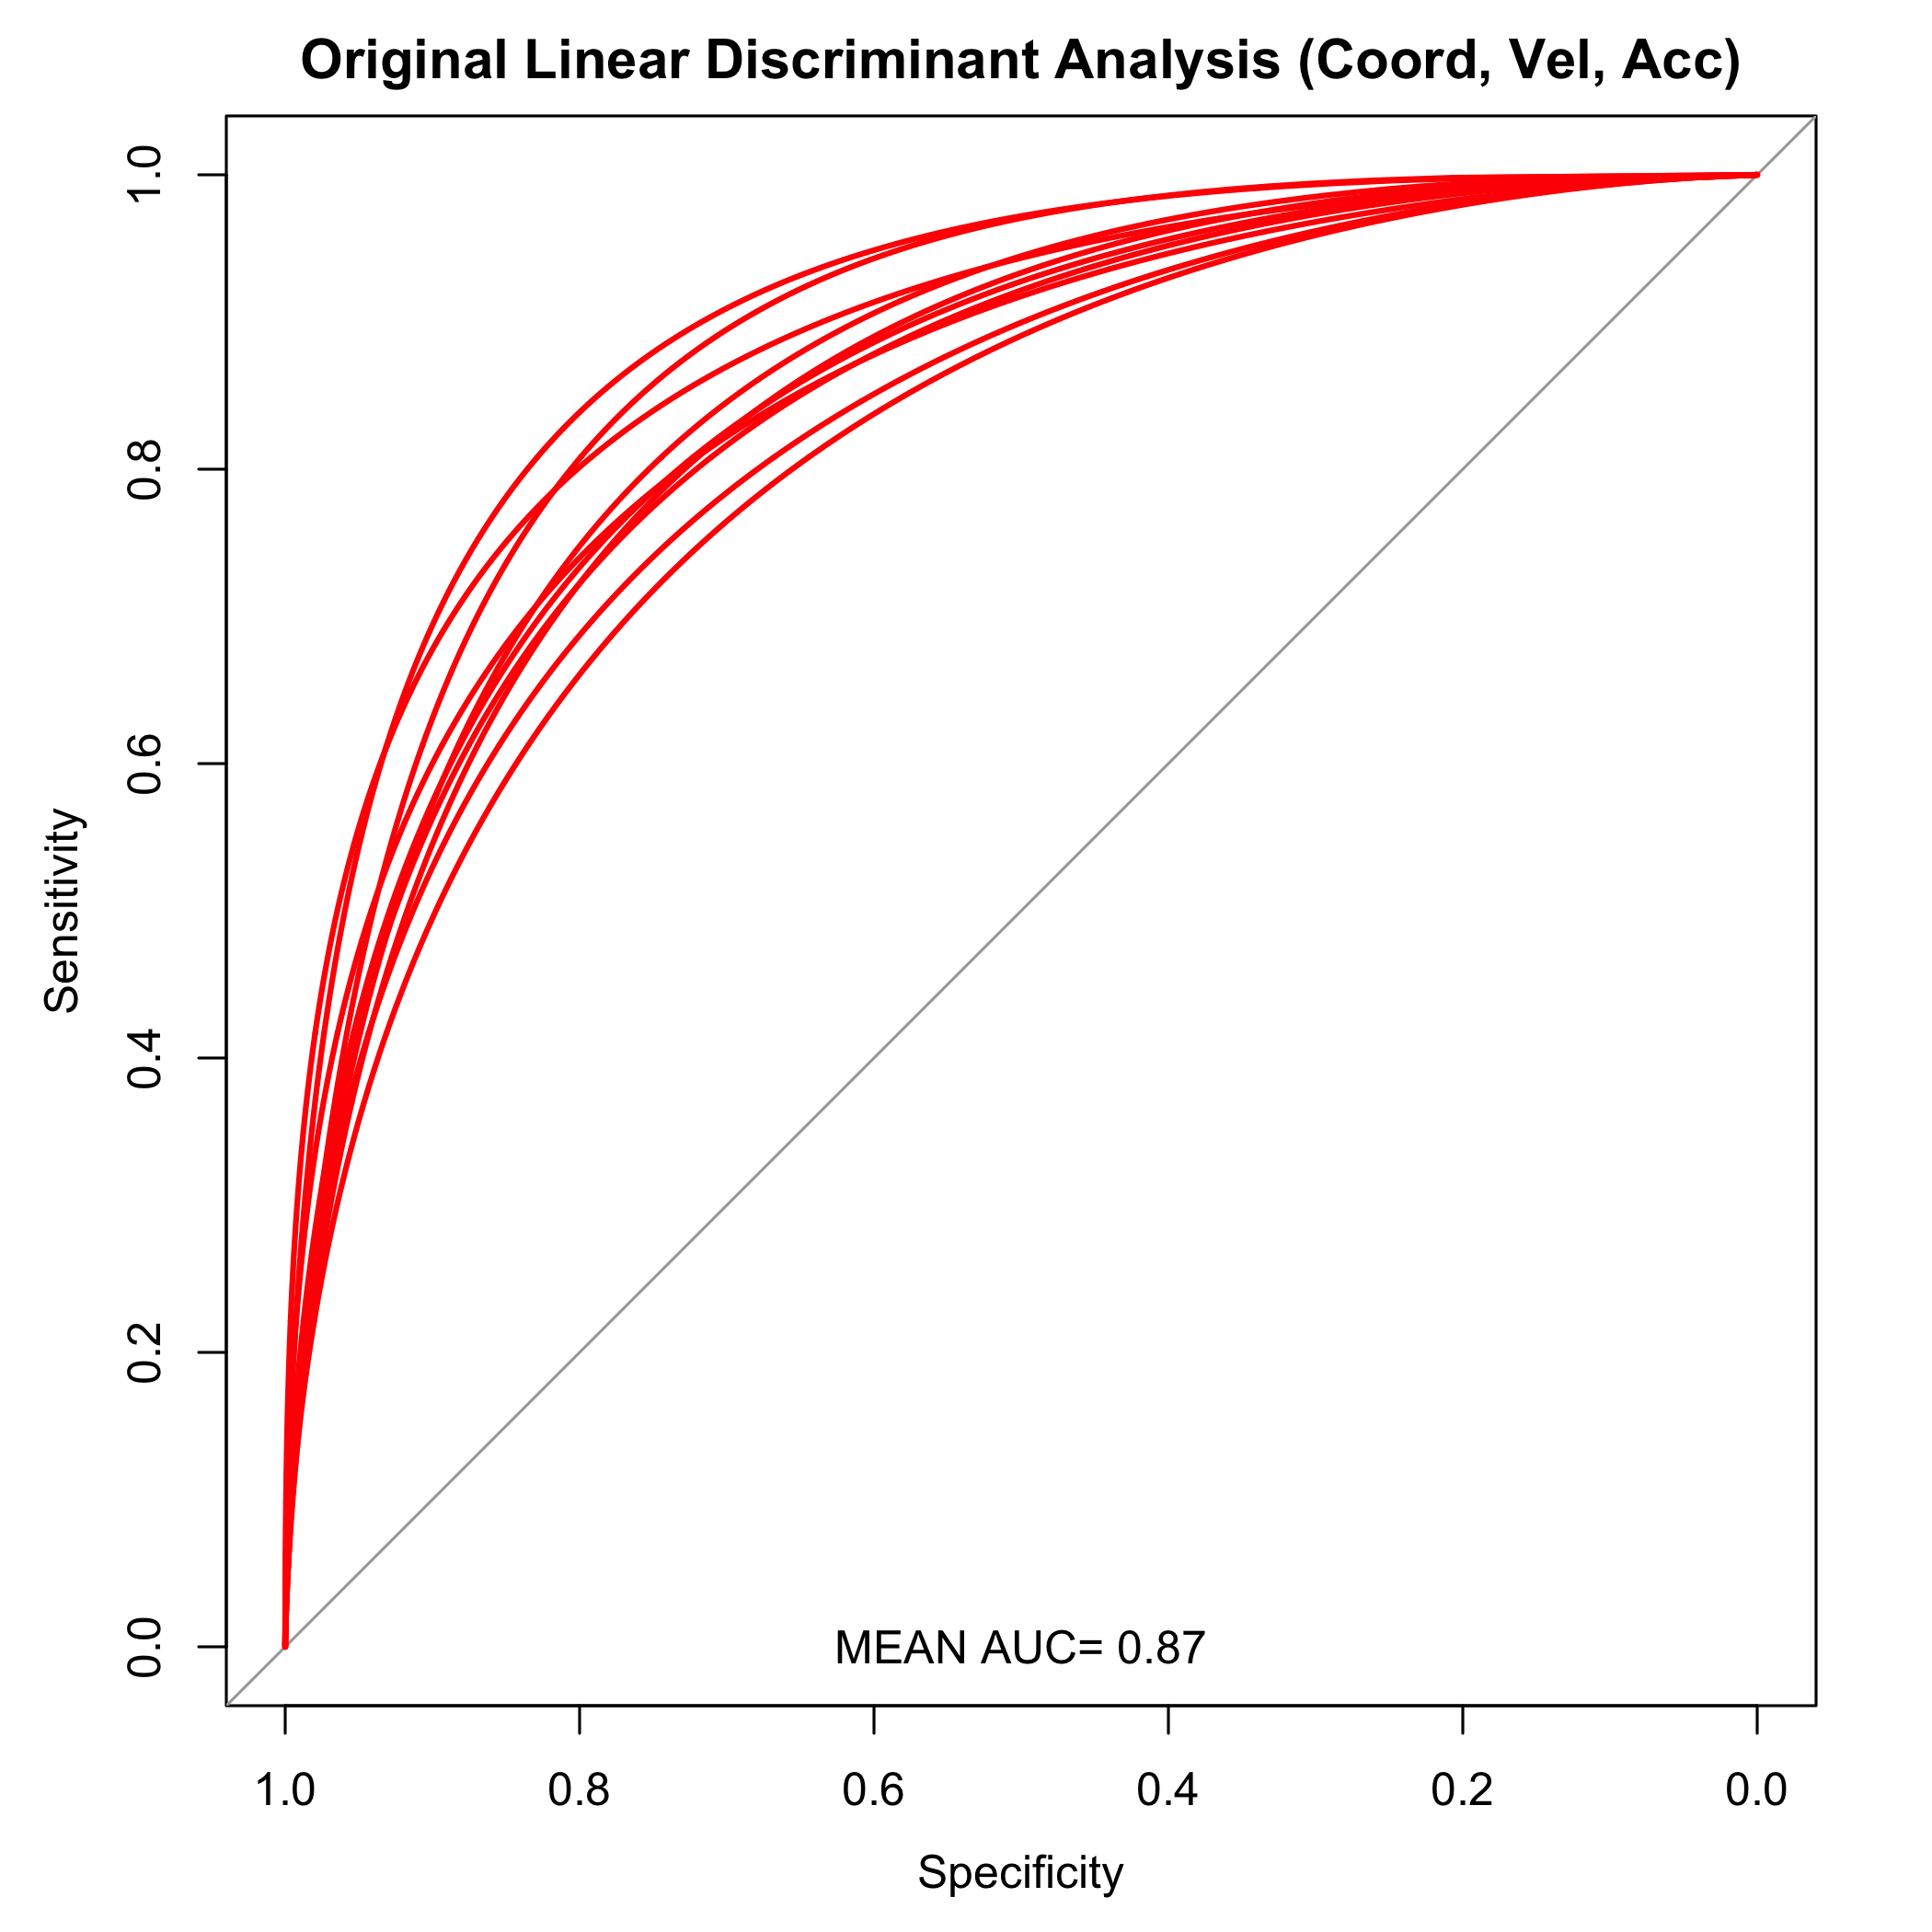 Original Linear Discriminant Analysis (Coord, Vel, Acc)
1.0
0.8
0.6
0.4
0.2
0.0
Sensitivity
MEAN AUC= 0.87
1.0 0.8 0.6 0.4 0.2 0.0
Specificity